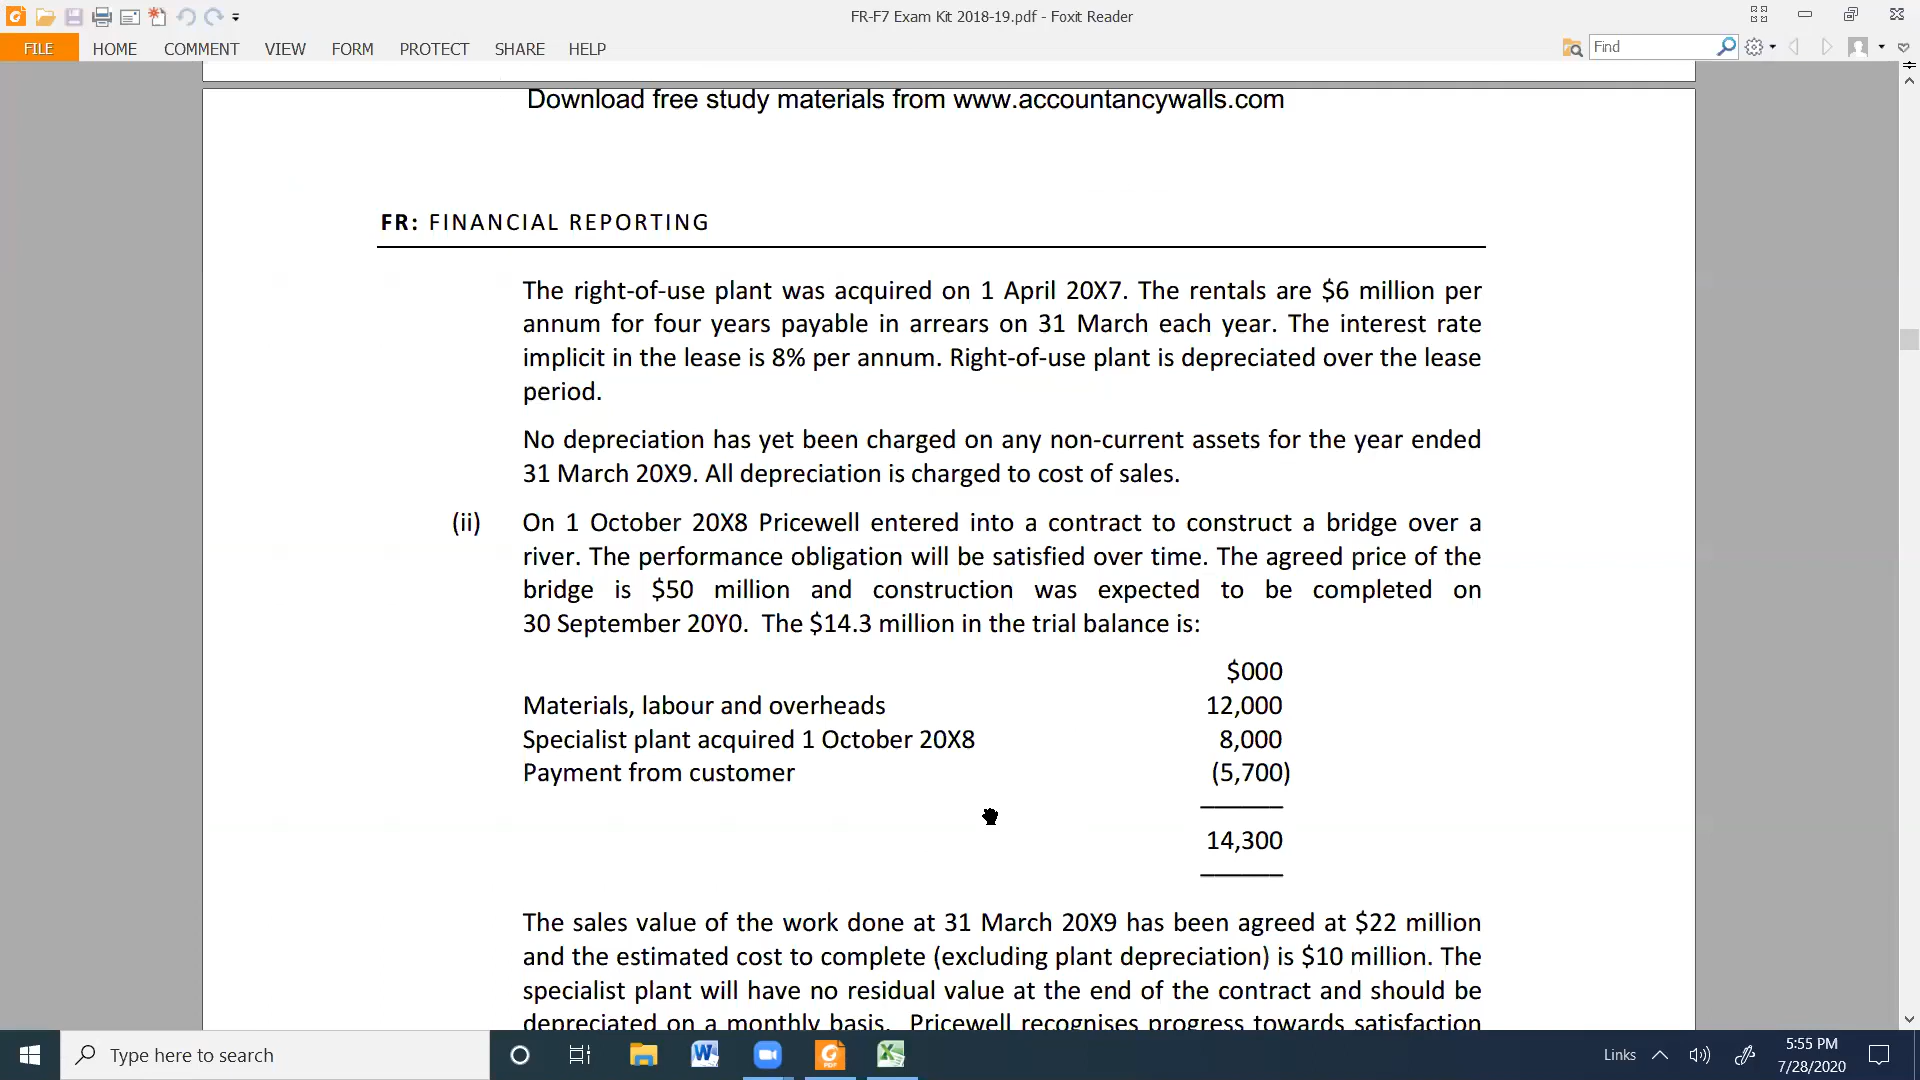 FR-F7 Exam Kit 2018-19.pdf - Foxit Reader
FILE HOME COMMENT VIEW FORM PROTECT SHARE HELP Find
Download free study materials from www.accountancywalls.com
FR: FINANCIAL REPORTING
The right-of-use plant was acquired on 1 April 20X7. The rentals are $6 million per
annum for four years payable in arrears on 31 March each year. The interest rate
implicit in the lease is 8% per annum. Right-of-use plant is depreciated over the lease
period.
No depreciation has yet been charged on any non-current assets for the year ended
31 March 20X9. All depreciation is charged to cost of sales.
(ii) On 1 October 20X8 Pricewell entered into a contract to construct a bridge over a
river. The performance obligation will be satisfied over time. The agreed price of the
bridge is $50 million and construction was expected to be completed on
30 September 20Y0. The $14.3 million in the trial balance is:
$000
Materials, labour and overheads 12,000
Specialist plant acquired 1 October 20X8 8,000
Payment from customer (5,700)
14,300
The sales value of the work done at 31 March 20X9 has been agreed at $22 million
and the estimated cost to complete (excluding plant depreciation) is $10 million. The
specialist plant will have no residual value at the end of the contract and should be
depreciated on a monthly basis. Pricewell recognises progress towards satisfaction
Type here to search
Links
5:55 PM
7/28/2020